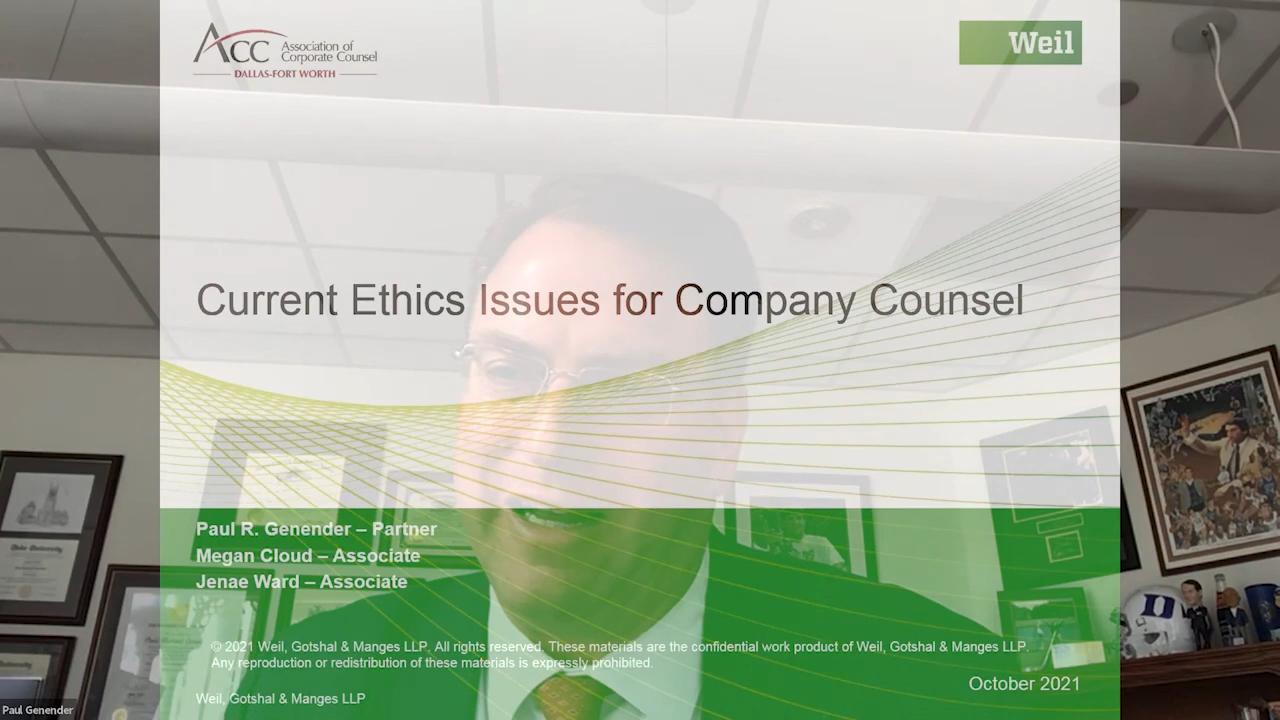 ACC Association of
Corporate Counsel
DALLAS-FORT WORTH
Weil
Current Ethics Issues for Company Counsel
Paul R. Genender – Partner
Megan Cloud – Associate
Jenae Ward – Associate
© 2021 Weil, Gotshal & Manges LLP. All rights reserved. These materials are the confidential work product of Weil, Gotshal & Manges LLP.
Any reproduction or redistribution of these materials is expressly prohibited.
October 2021
Weil, Gotshal & Manges LLP
Paul Genender
Duke University
D